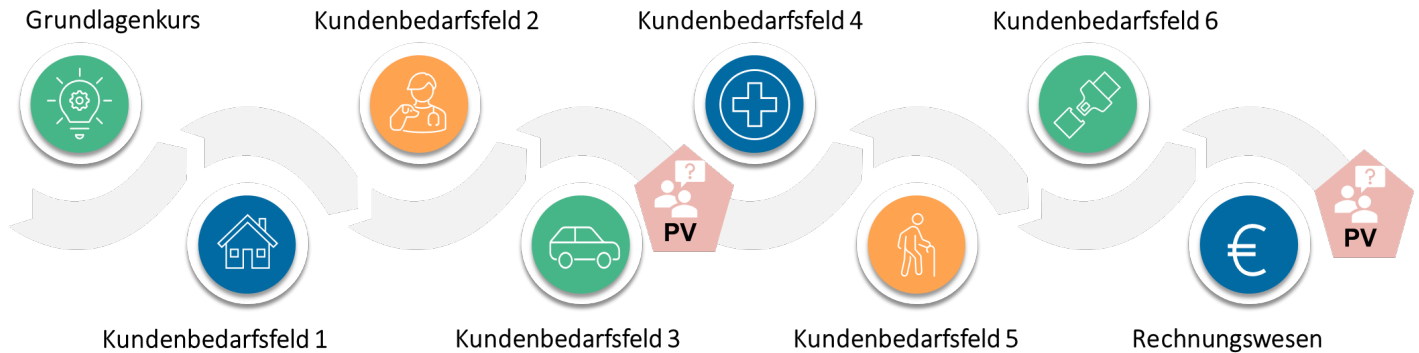 Grundlagenkurs
Kundenbedarfsfeld 2
Kundenbedarfsfeld 4
Kundenbedarfsfeld 6
?
PV
?
PV
€
Kundenbedarfsfeld 1
Kundenbedarfsfeld 3
Kundenbedarfsfeld 5
Rechnungswesen